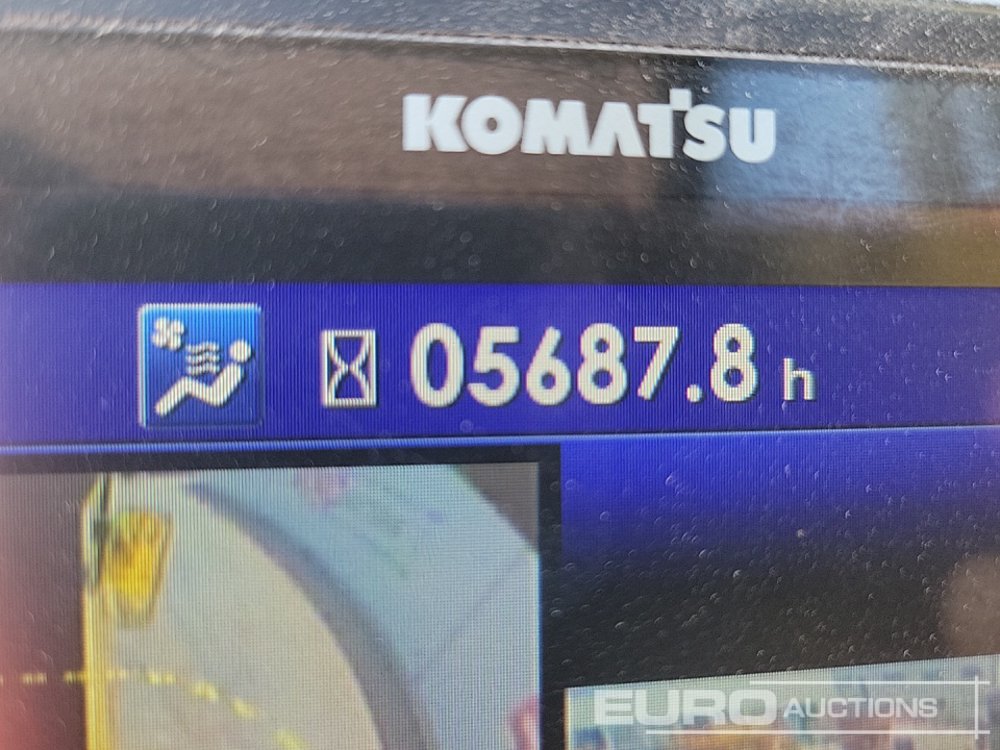 KOMATSU
05687.8 h
EURO AUCTIONS